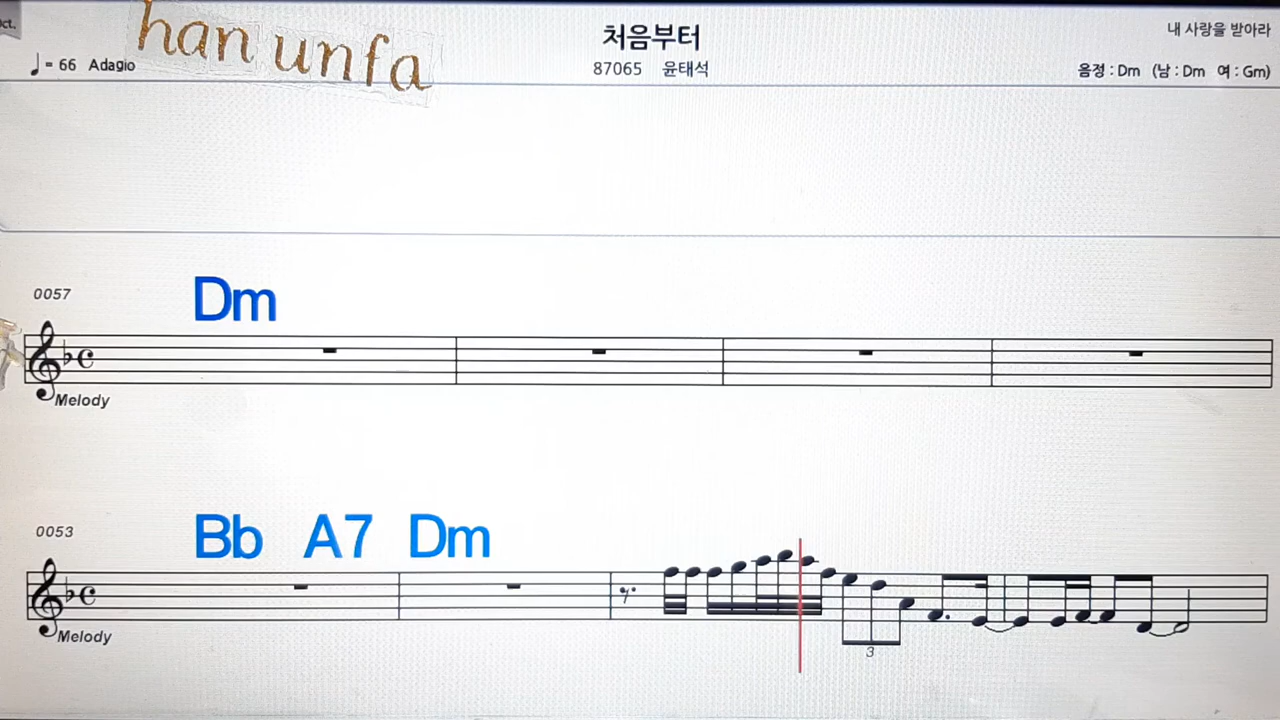 han unfa
처음부터
내 사랑을 받아라
♩= 66 Adagio
87065 윤태석
음정 : Dm (남 : Dm 여 : Gm)
Dm
0057
Melody
Bb A7 Dm
0053
Melody
3